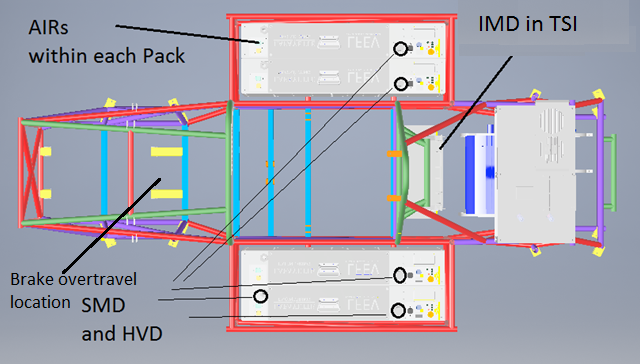 AIRs
within each Pack
IMD in TSI
Brake overtravel
location
SMD
and HVD